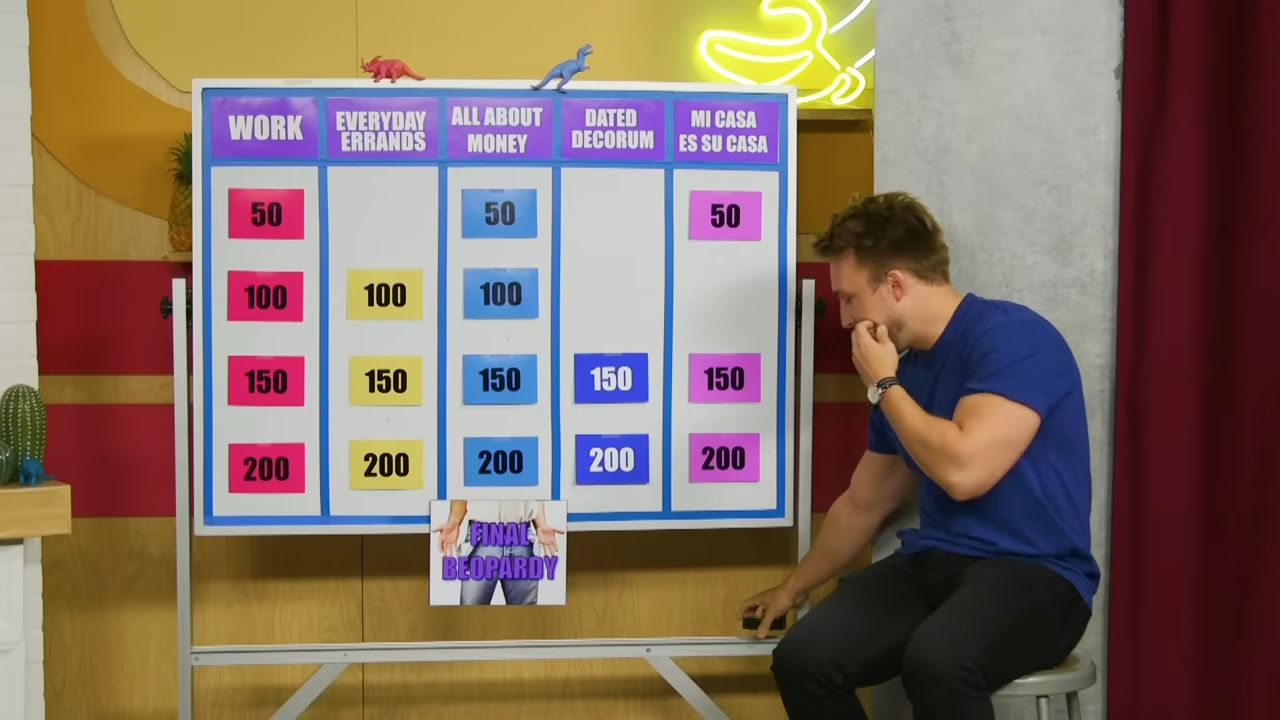 WORK
EVERYDAY
ERRANDS
ALL ABOUT
MONEY
DATED
DECORUM
MI CASA
ES SU CASA
50
50
50
100
100
100
150
150
150
150
150
200
200
200
200
200
FINAL
BEOPARDY